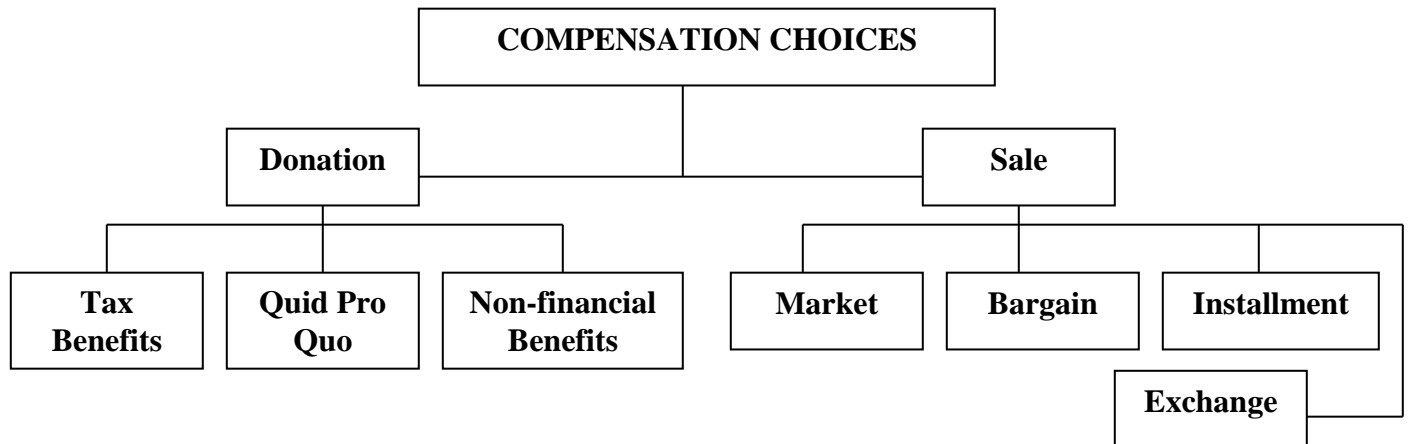 COMPENSATION CHOICES
Donation
Sale
Tax
Benefits
Quid Pro
Quo
Non-financial
Benefits
Market
Bargain
Installment
Exchange